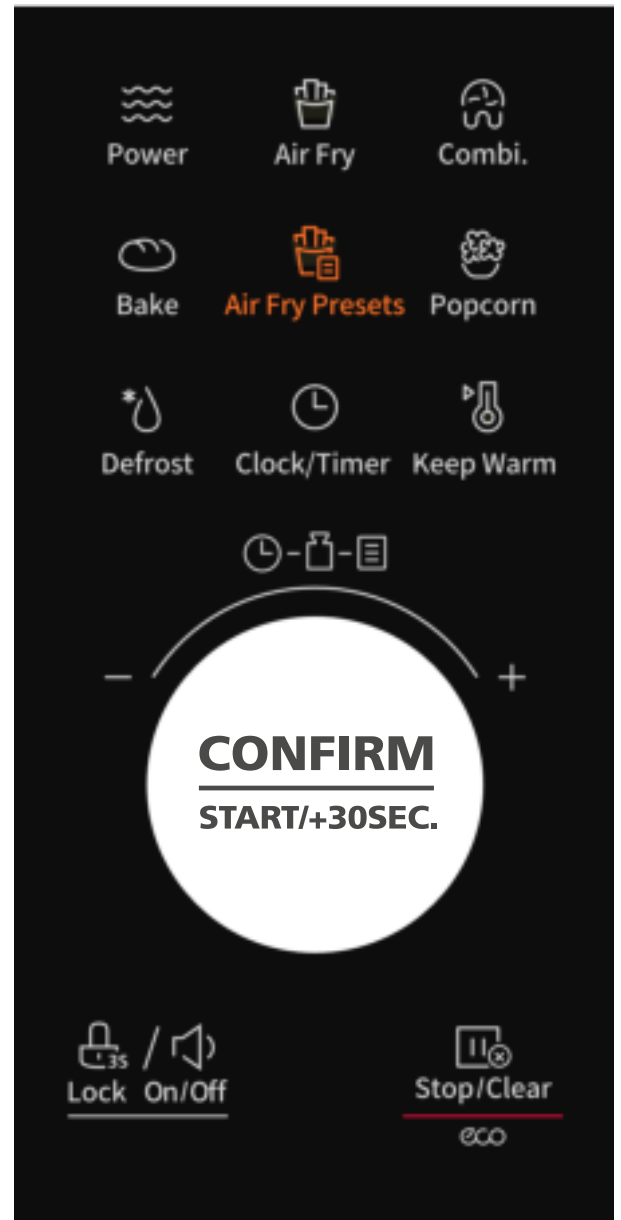 Power Air Fry Combi.
Bake Air Fry Presets Popcorn
Defrost Clock/Timer Keep Warm
− +
CONFIRM
START/+30SEC.
3S
Lock On/Off Stop/Clear
eco